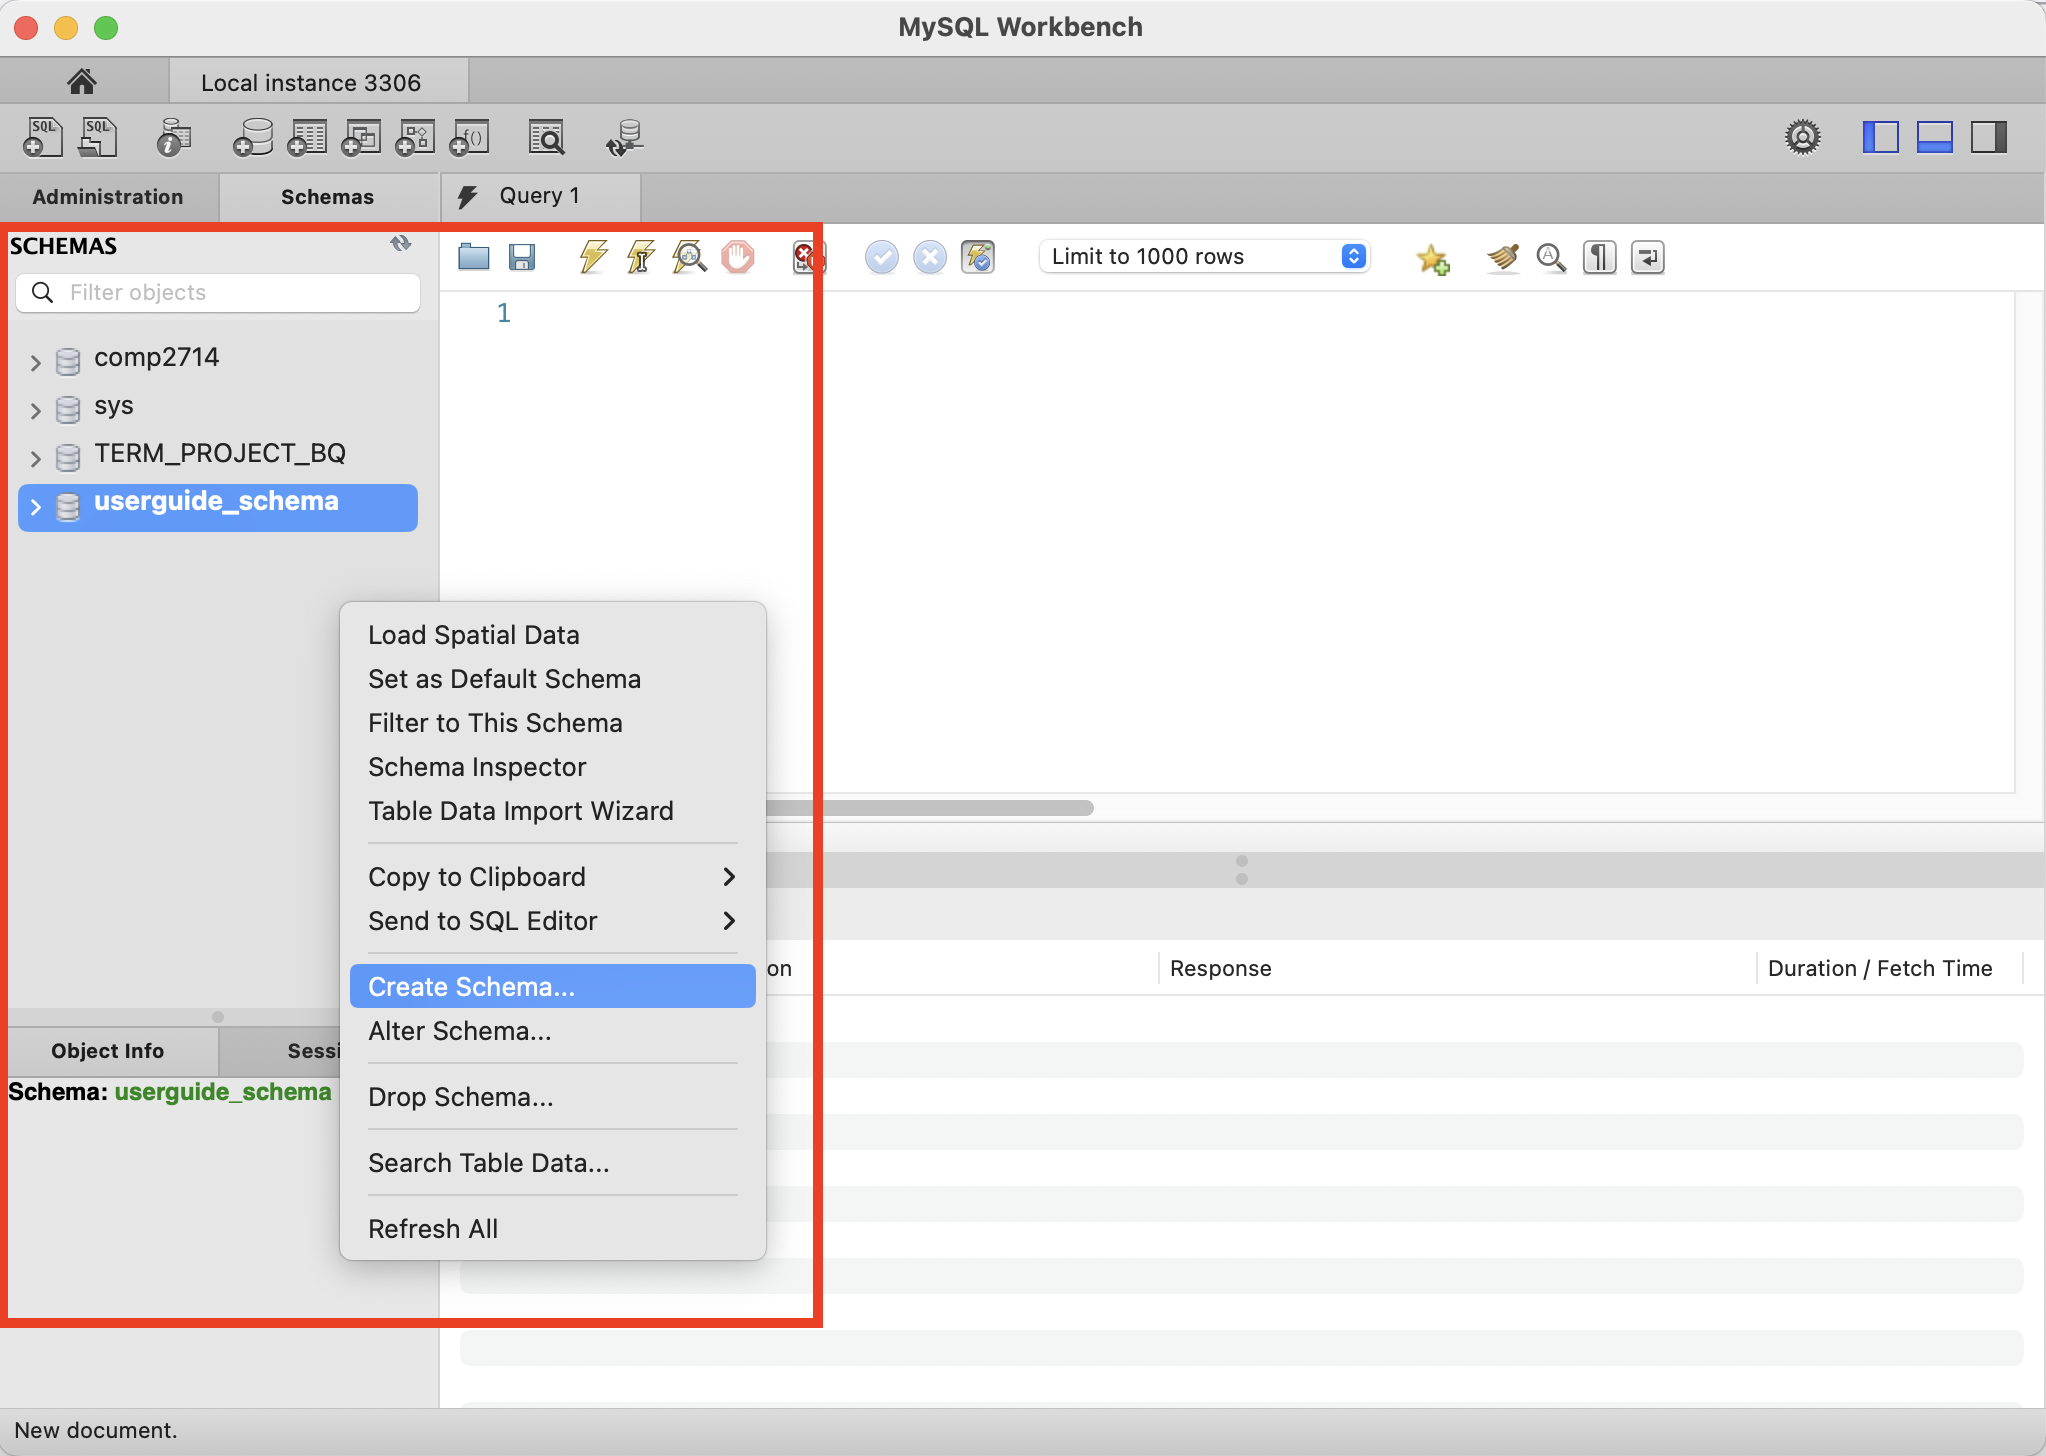 MySQL Workbench
Local instance 3306
SQL SQL
Administration Schemas Query 1
SCHEMAS
Filter objects
Limit to 1000 rows
1
comp2714
sys
TERM_PROJECT_BQ
userguide_schema
Load Spatial Data
Set as Default Schema
Filter to This Schema
Schema Inspector
Table Data Import Wizard
Copy to Clipboard
Send to SQL Editor
Create Schema...
Alter Schema...
Drop Schema...
Search Table Data...
Refresh All
on Response Duration / Fetch Time
Object Info Sessi
Schema: userguide_schema
New document.